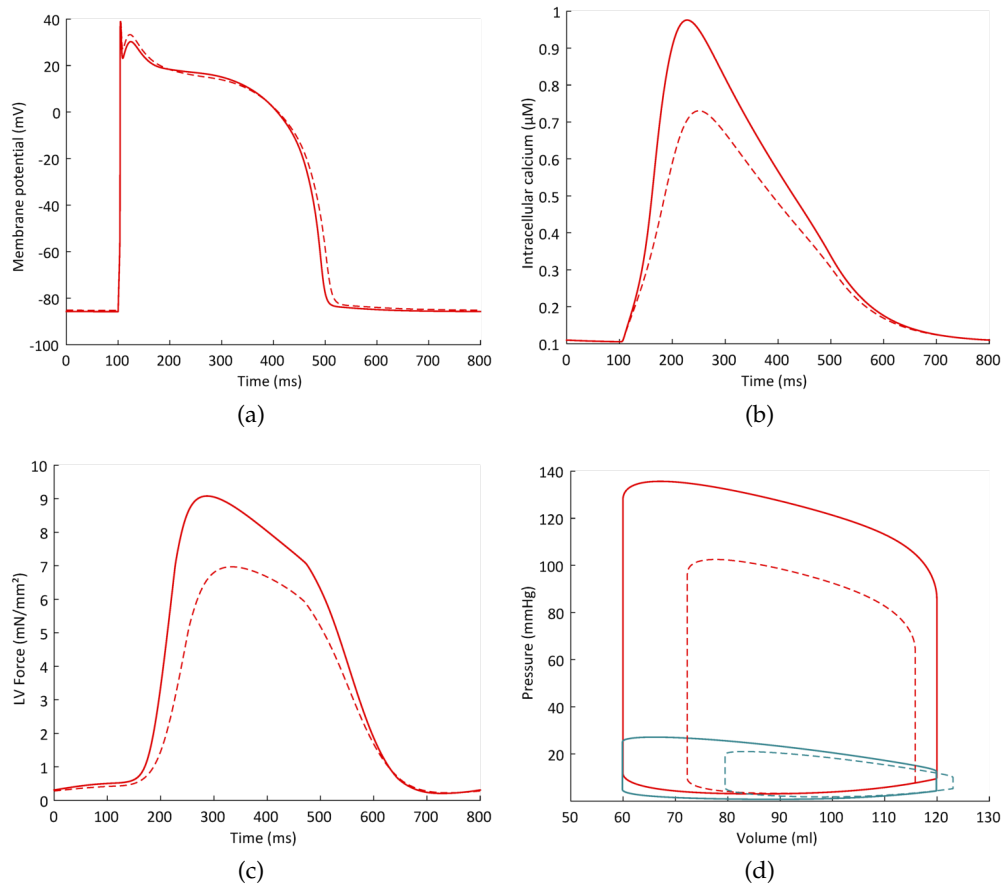 40
20
0
-20
-40
-60
-80
-100
Membrane potential (mV)
0 100 200 300 400 500 600 700 800
Time (ms)
(a)
1
0.9
0.8
0.7
0.6
0.5
0.4
0.3
0.2
0.1
Intracellular calcium (μM)
0 100 200 300 400 500 600 700 800
Time (ms)
(b)
10
9
8
7
6
5
4
3
2
1
0
LV Force (mN/mm²)
0 100 200 300 400 500 600 700 800
Time (ms)
(c)
140
120
100
80
60
40
20
Pressure (mmHg)
50 60 70 80 90 100 110 120 130
Volume (ml)
(d)